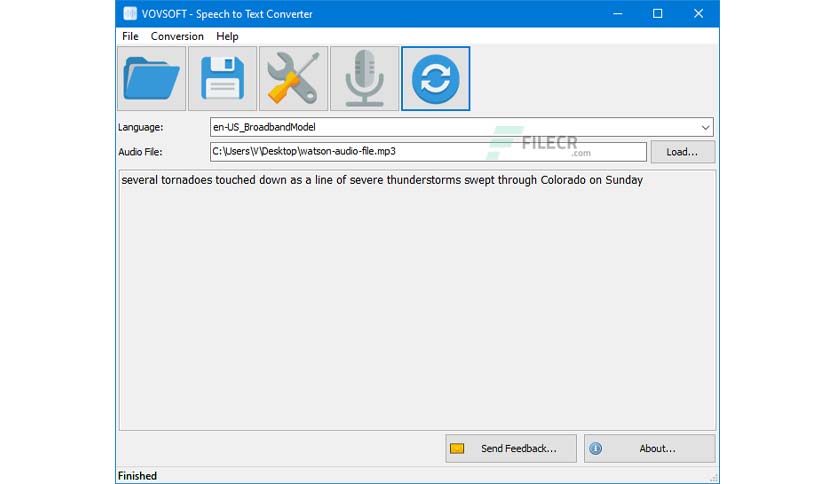 VOVSOFT - Speech to Text Converter
File Conversion Help
Language: en-US_BroadbandModel
FILECR
.com
Audio File: C:\Users\V\Desktop\watson-audio-file.mp3 Load...
several tornadoes touched down as a line of severe thunderstorms swept through Colorado on Sunday
Send Feedback... About...
Finished